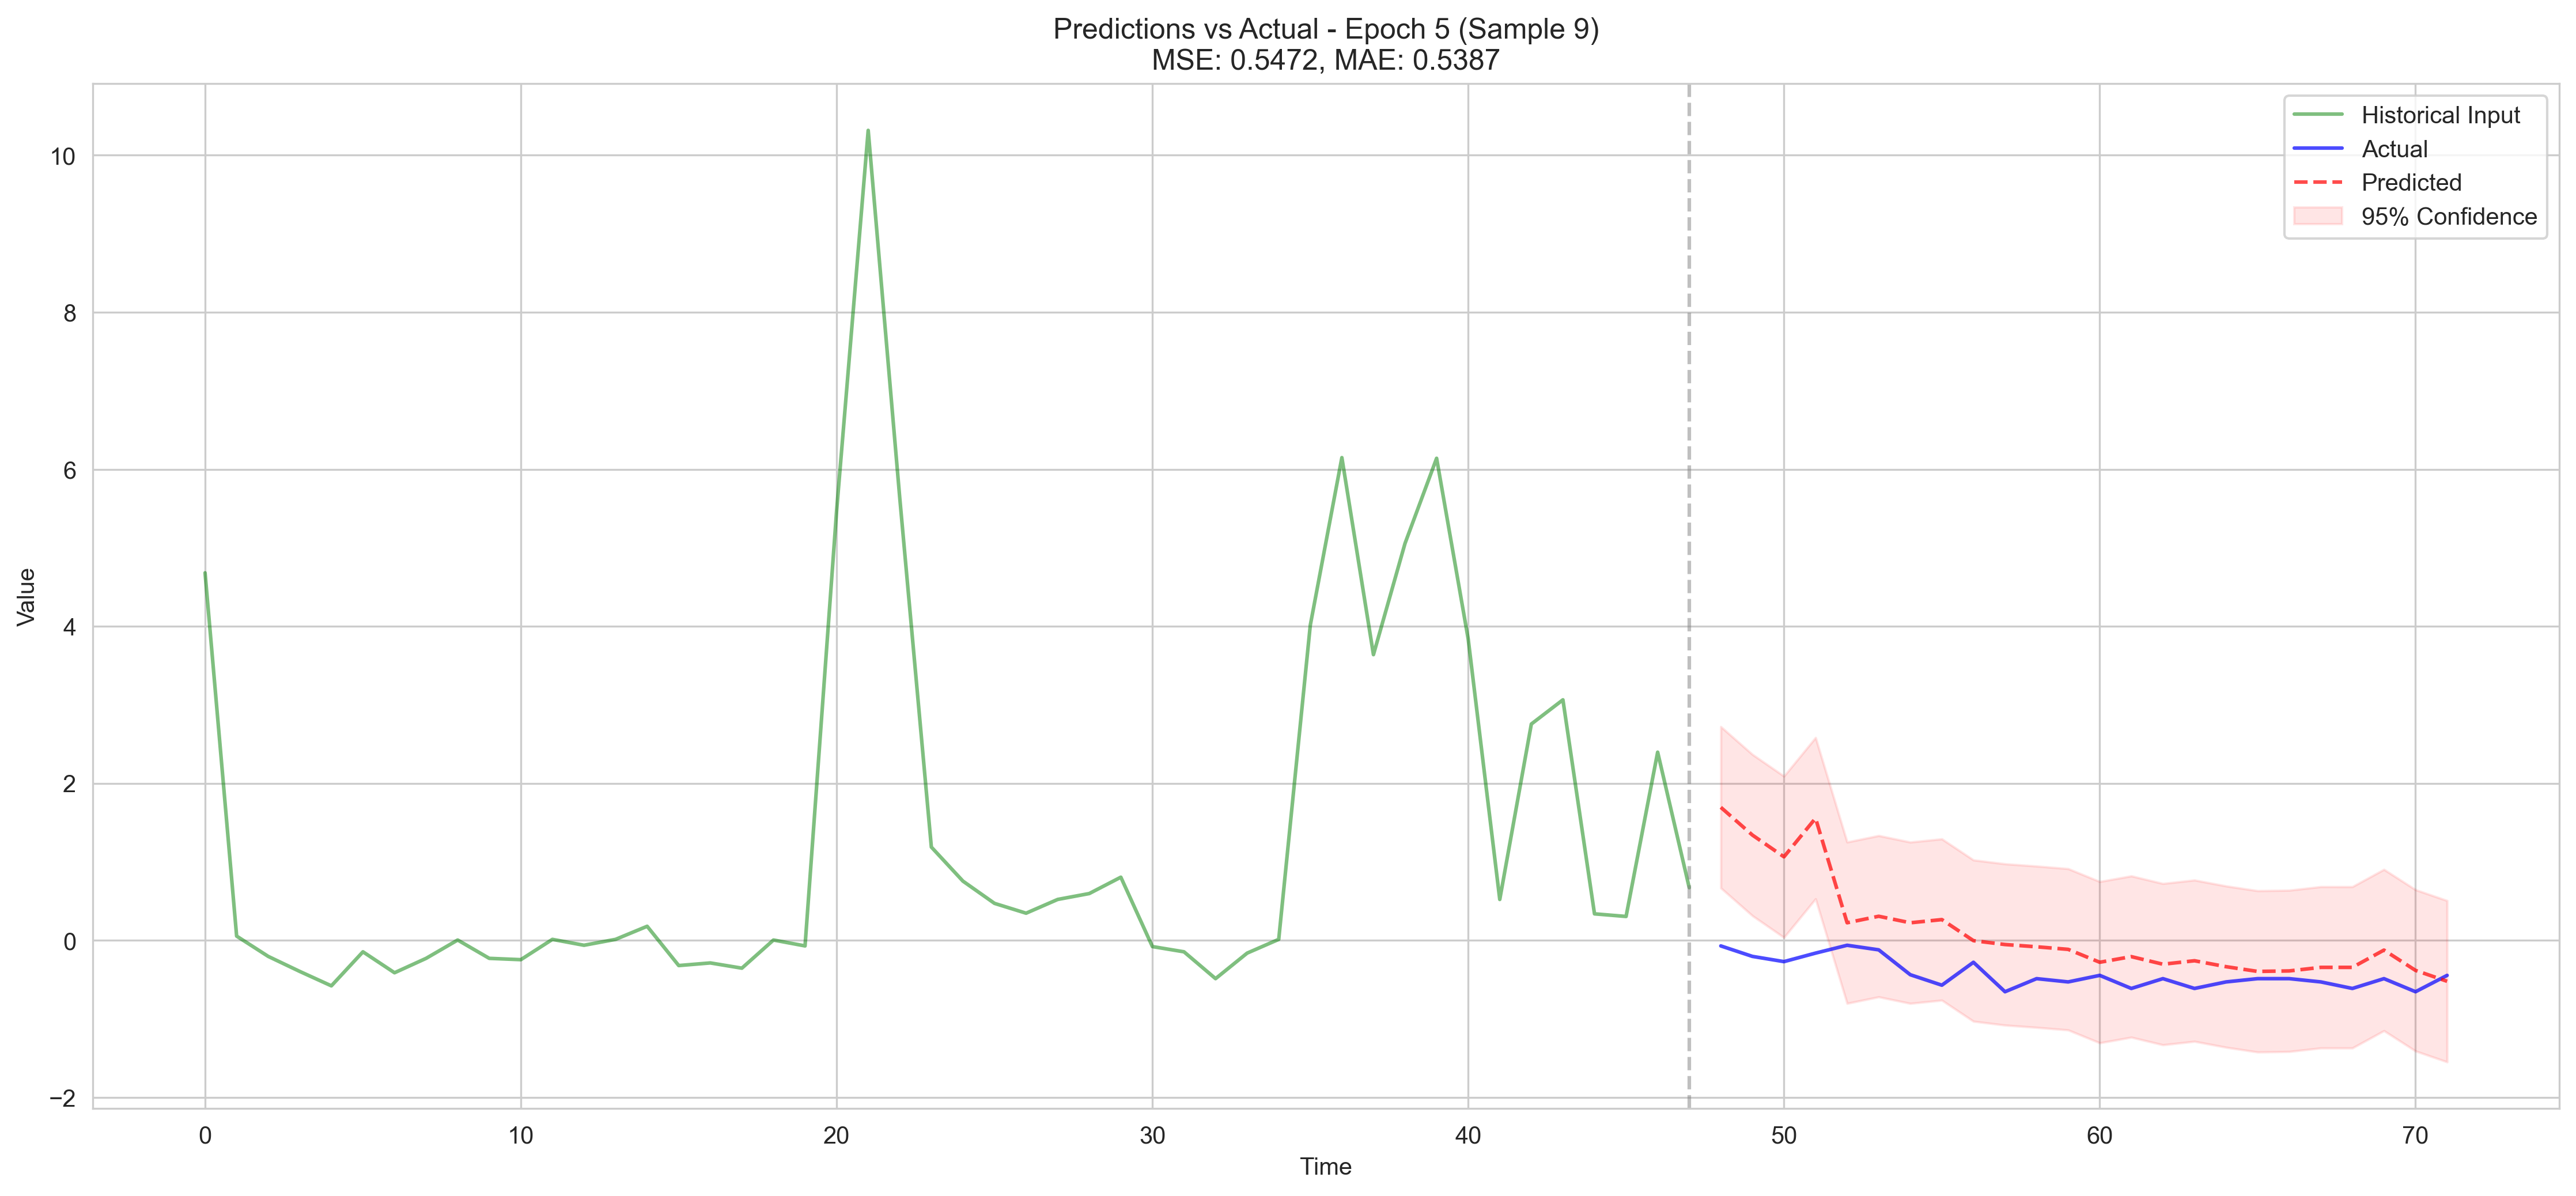 Predictions vs Actual - Epoch 5 (Sample 9)
MSE: 0.5472, MAE: 0.5387
Historical Input
Actual
Predicted
95% Confidence
Value
10
8
6
4
2
0
−2
0 10 20 30 40 50 60 70
Time